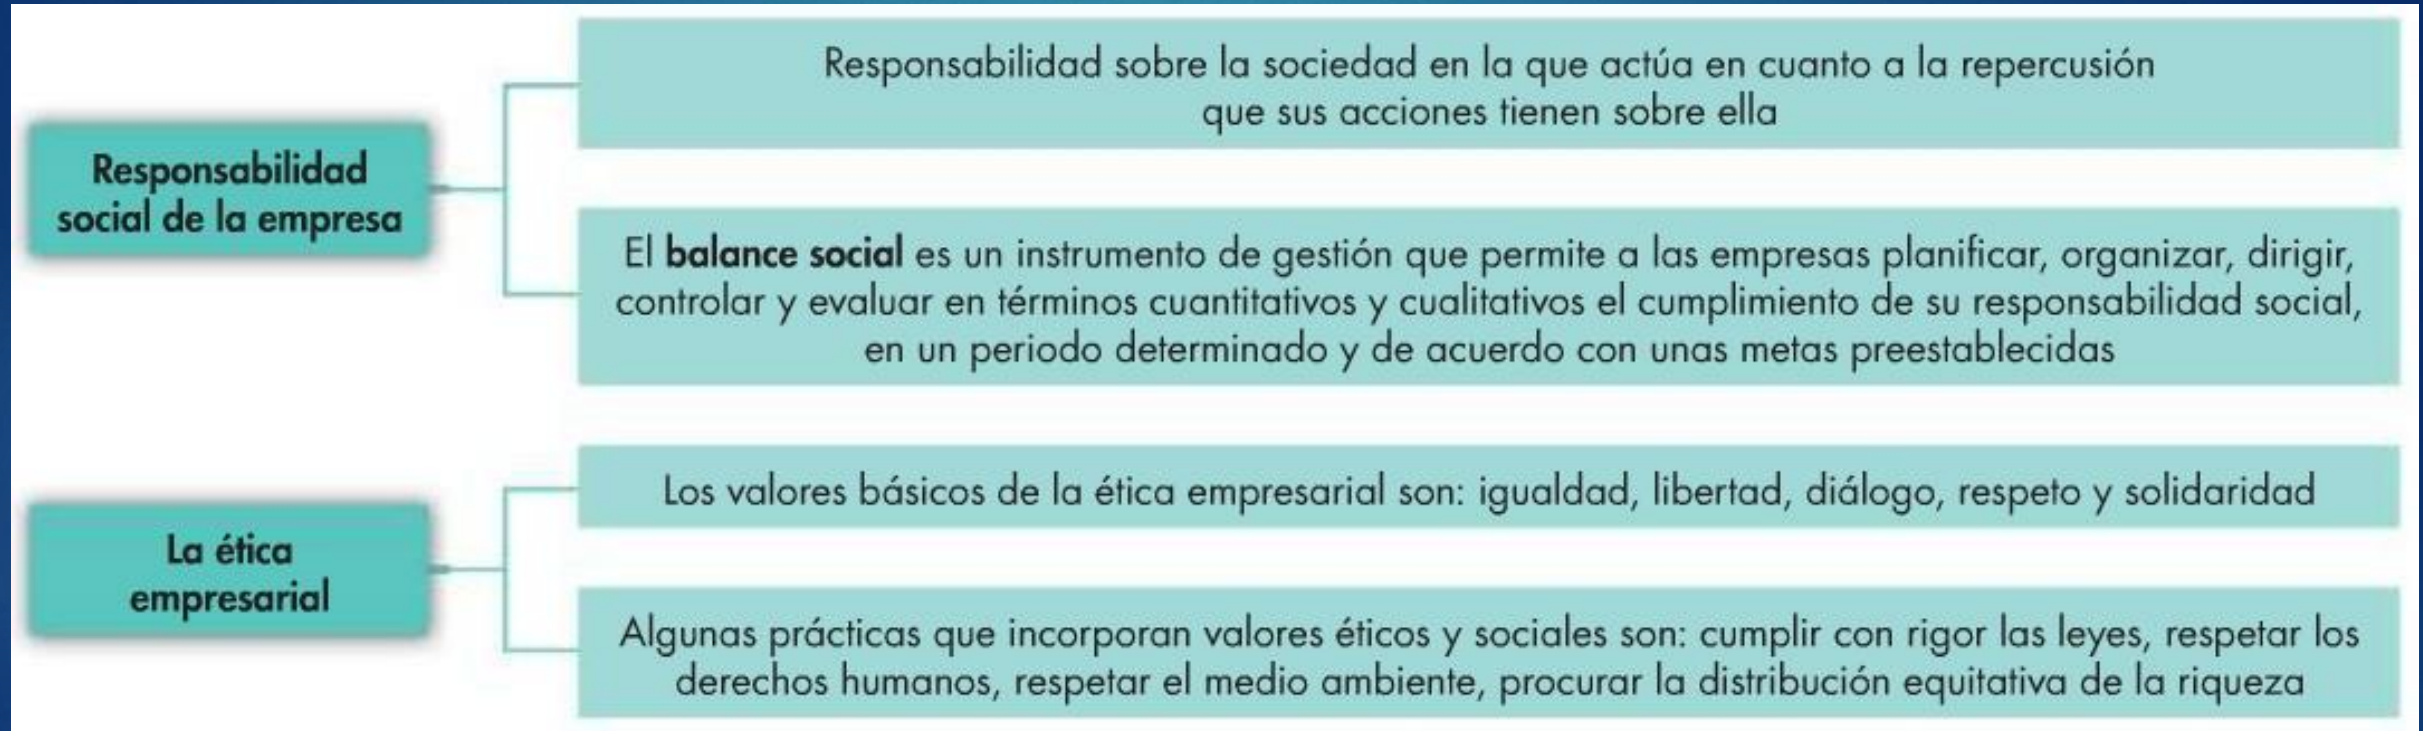 Responsabilidad
social de la empresa
Responsabilidad sobre la sociedad en la que actúa en cuanto a la repercusión
que sus acciones tienen sobre ella
El balance social es un instrumento de gestión que permite a las empresas planificar, organizar, dirigir,
controlar y evaluar en términos cuantitativos y cualitativos el cumplimiento de su responsabilidad social,
en un periodo determinado y de acuerdo con unas metas preestablecidas
La ética
empresarial
Los valores básicos de la ética empresarial son: igualdad, libertad, diálogo, respeto y solidaridad
Algunas prácticas que incorporan valores éticos y sociales son: cumplir con rigor las leyes, respetar los
derechos humanos, respetar el medio ambiente, procurar la distribución equitativa de la riqueza